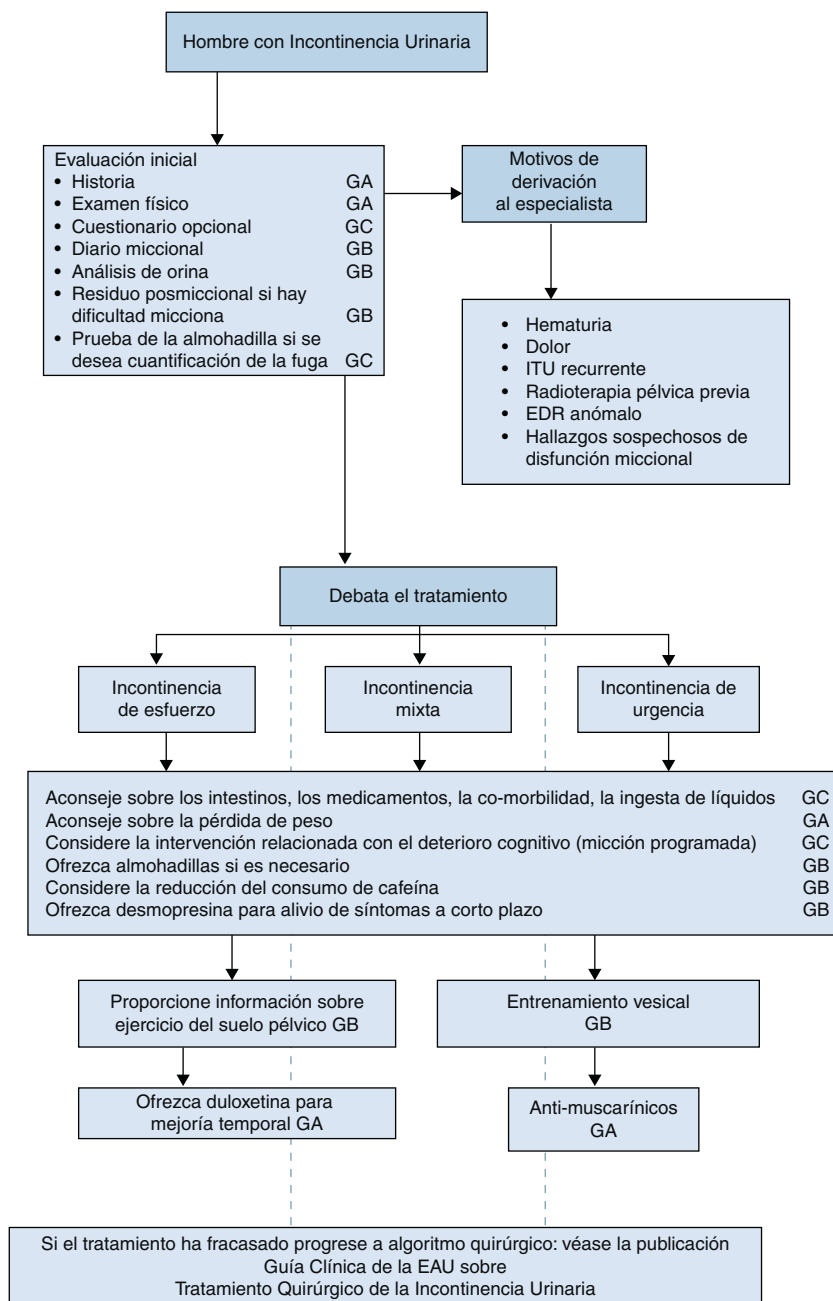 Hombre con Incontinencia Urinaria
Evaluación inicial
• Historia GA
• Examen físico GA
• Cuestionario opcional GC
• Diario miccional GB
• Análisis de orina GB
• Residuo posmiccional si hay
dificultad micciona GB
• Prueba de la almohadilla si se
desea cuantificación de la fuga GC
Motivos de
derivación
al especialista
• Hematuria
• Dolor
• ITU recurrente
• Radioterapia pélvica previa
• EDR anómalo
• Hallazgos sospechosos de
disfunción miccional
Debata el tratamiento
Incontinencia
de esfuerzo
Incontinencia
mixta
Incontinencia de
urgencia
Aconseje sobre los intestinos, los medicamentos, la co-morbilidad, la ingesta de líquidos GC
Aconseje sobre la pérdida de peso GA
Considere la intervención relacionada con el deterioro cognitivo (micción programada) GC
Ofrezca almohadillas si es necesario GB
Considere la reducción del consumo de cafeína GB
Ofrezca desmopresina para alivio de síntomas a corto plazo GB
Proporcione información sobre
ejercicio del suelo pélvico GB
Entrenamiento vesical
GB
Ofrezca duloxetina para
mejoría temporal GA
Anti-muscarínicos
GA
Si el tratamiento ha fracasado progrese a algoritmo quirúrgico: véase la publicación
Guía Clínica de la EAU sobre
Tratamiento Quirúrgico de la Incontinencia Urinaria